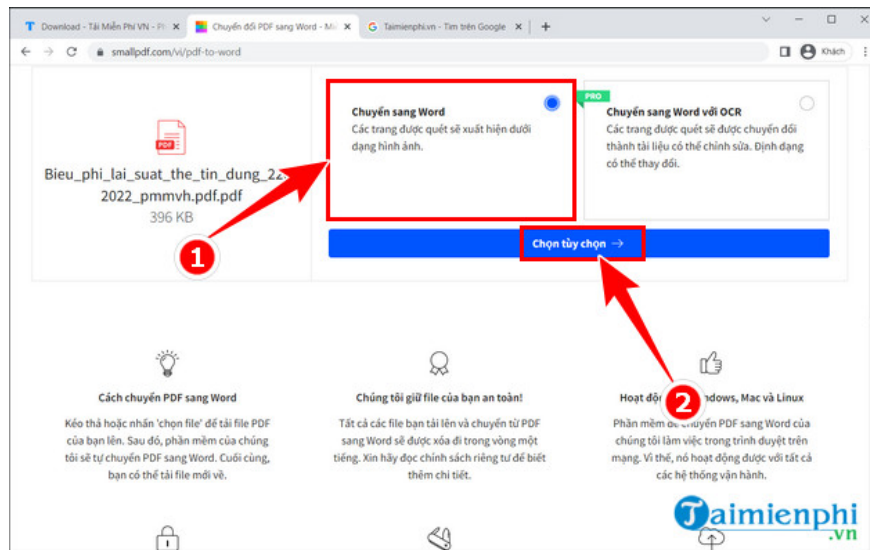 Download - Tải Miễn Phí VN - Ph
Chuyển đổi PDF sang Word - Mi
Taimienphi.vn - Tìm trên Google
smallpdf.com/vi/pdf-to-word
Khách
PDF
Bieu_phi_lai_suat_the_tin_dung_22
2022_pmmvh.pdf.pdf
396 KB
Chuyển sang Word
Các trang được quét sẽ xuất hiện dưới
dạng hình ảnh.
PRO
Chuyển sang Word với OCR
Các trang được quét sẽ được chuyển đổi
thành tài liệu có thể chỉnh sửa. Định dạng
có thể thay đổi.
Chọn tùy chọn →
1
2
Cách chuyển PDF sang Word
Kéo thả hoặc nhấn 'chọn file' để tải file PDF
của bạn lên. Sau đó, phần mềm của chúng
tôi sẽ tự chuyển PDF sang Word. Cuối cùng,
bạn có thể tải file mới về.
Chúng tôi giữ file của bạn an toàn!
Tất cả các file bạn tải lên và chuyển từ PDF
sang Word sẽ được xóa đi trong vòng một
tiếng. Xin hãy đọc chính sách riêng tư để biết
thêm chi tiết.
Hoạt độ ndows, Mac và Linux
Phần mềm để chuyển PDF sang Word của
chúng tôi làm việc trong trình duyệt trên
mạng. Vì thế, nó hoạt động được với tất cả
các hệ thống vận hành.
Taimienphi
.vn